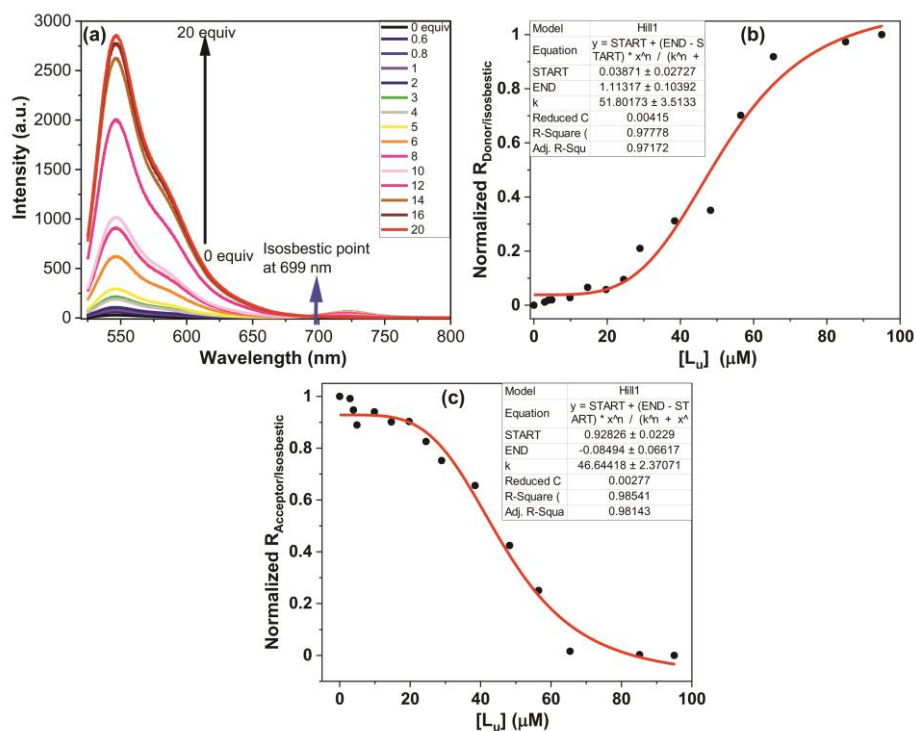 (a)
Intensity (a.u.)
3000
2500
2000
1500
1000
500
0
20 equiv
0 equiv
Isosbestic point
at 699 nm
0 equiv
0.6
0.8
1
2
3
4
5
6
8
10
12
14
16
20
550
600
650
700
750
800
Wavelength (nm)
(b)
Normalized R_Donor/isosbestic
1
0.8
0.6
0.4
0.2
0
Model Hill1
Equation y = START + (END - S
TART) * x^n / (k^n +
START 0.03871 ± 0.02727
END 1.11317 ± 0.10392
k 51.80173 ± 3.5133
Reduced C 0.00415
R-Square ( 0.97778
Adj. R-Squ 0.97172
0
20
40
60
80
100
[L_u] (μM)
(c)
Normalized R_Acceptor/Isosbestic
1
0.8
0.6
0.4
0.2
0
Model Hill1
Equation y = START + (END - ST
ART) * x^n / (k^n + x^
START 0.92826 ± 0.0229
END -0.08494 ± 0.06617
k 46.64418 ± 2.37071
Reduced C 0.00277
R-Square ( 0.98541
Adj. R-Squa 0.98143
0
20
40
60
80
100
[L_u] (μM)